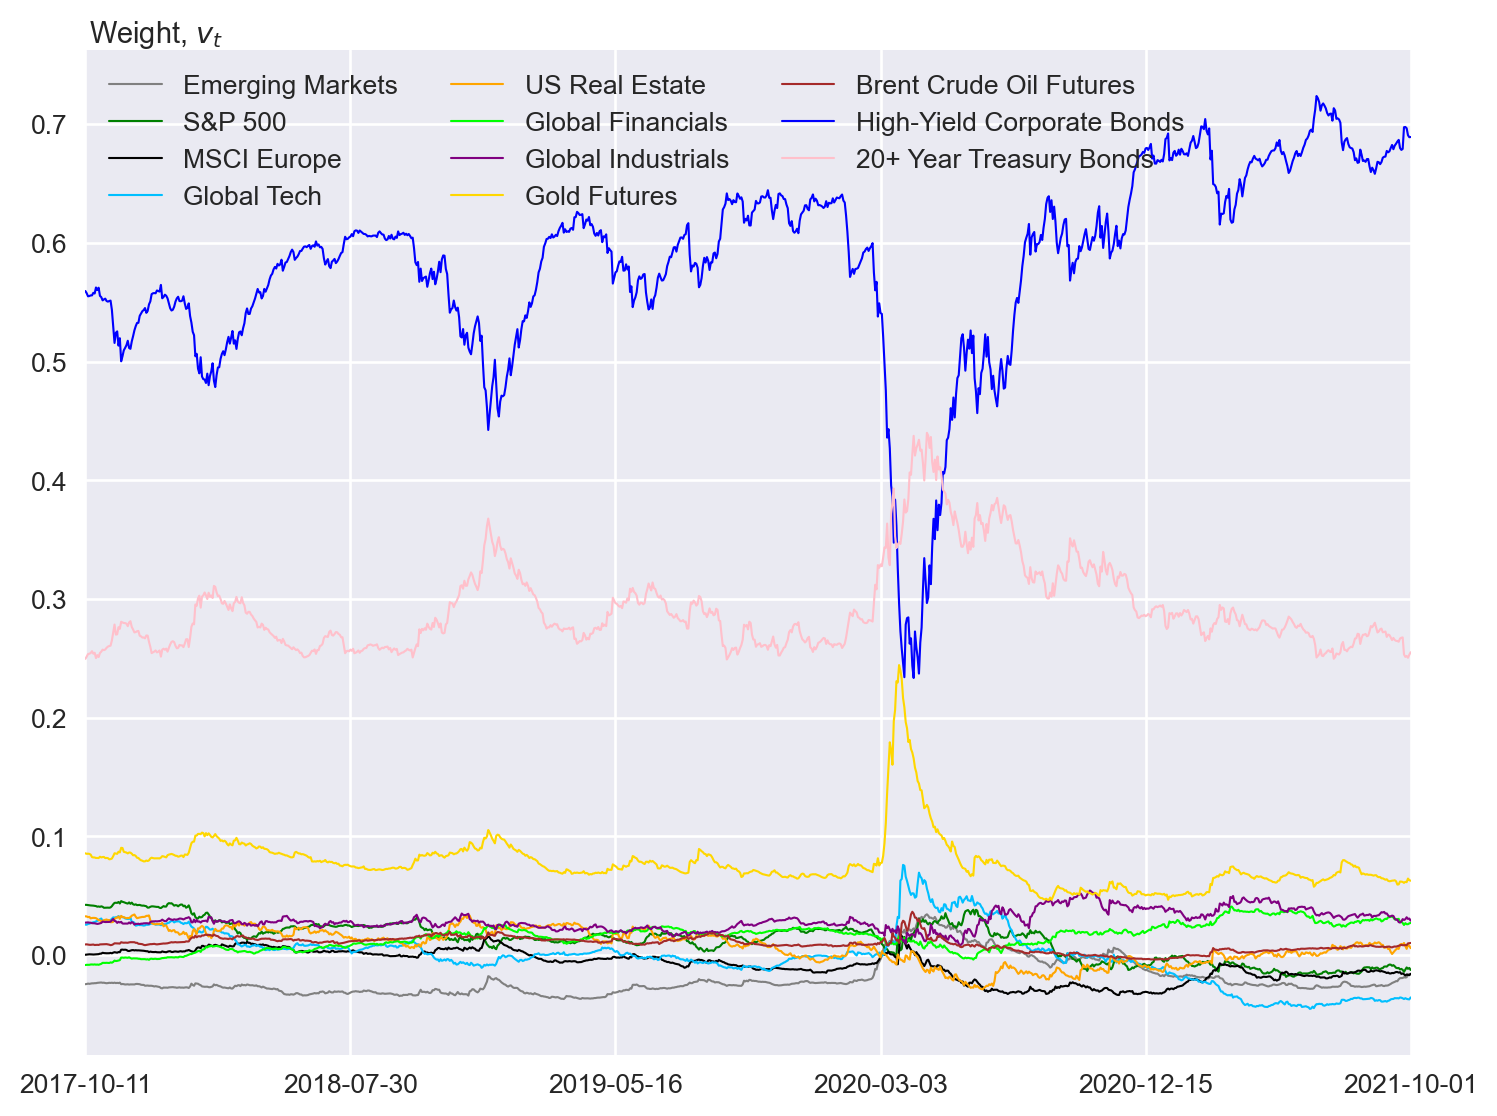 Weight, vₜ
Emerging Markets
S&P 500
MSCI Europe
Global Tech
US Real Estate
Global Financials
Global Industrials
Gold Futures
Brent Crude Oil Futures
High-Yield Corporate Bonds
20+ Year Treasury Bonds
0.7
0.6
0.5
0.4
0.3
0.2
0.1
0.0
2017-10-11 2018-07-30 2019-05-16 2020-03-03 2020-12-15 2021-10-01